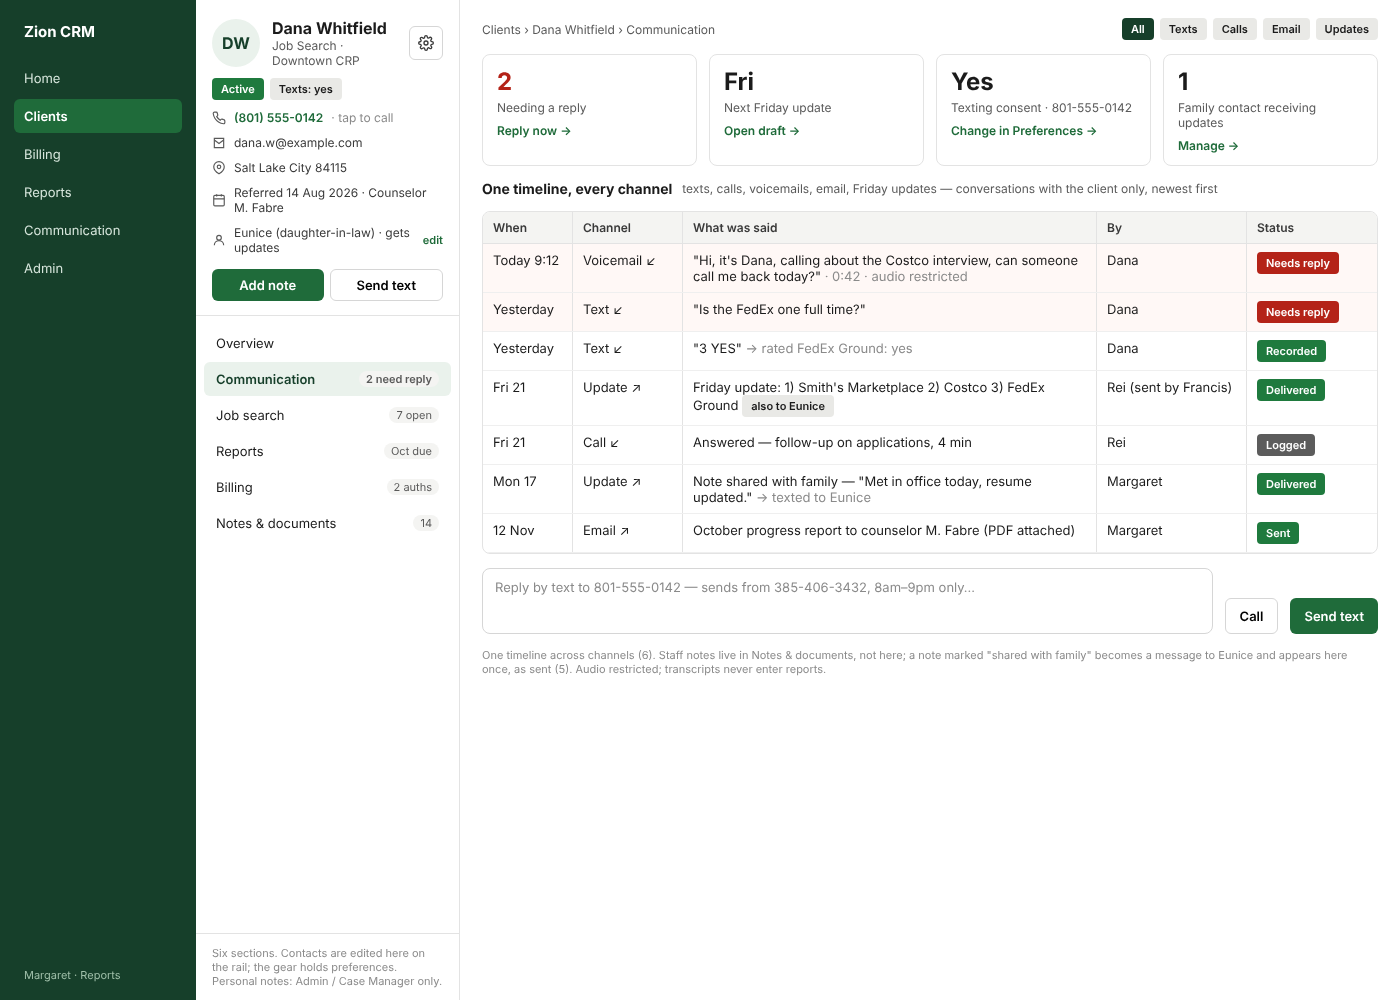 Zion CRM
Home
Clients
Billing
Reports
Communication
Admin
Margaret · Reports
DW
Dana Whitfield
Job Search ·
Downtown CRP
Active
Texts: yes
(801) 555-0142 · tap to call
dana.w@example.com
Salt Lake City 84115
Referred 14 Aug 2026 · Counselor
M. Fabre
Eunice (daughter-in-law) · gets
updates
edit
Add note
Send text
Overview
Communication 2 need reply
Job search 7 open
Reports Oct due
Billing 2 auths
Notes & documents 14
Six sections. Contacts are edited here on
the rail; the gear holds preferences.
Personal notes: Admin / Case Manager only.
Clients › Dana Whitfield › Communication
All Texts Calls Email Updates
2
Needing a reply
Reply now →
Fri
Next Friday update
Open draft →
Yes
Texting consent · 801-555-0142
Change in Preferences →
1
Family contact receiving
updates
Manage →
One timeline, every channel texts, calls, voicemails, email, Friday updates — conversations with the client only, newest first
When Channel What was said By Status
Today 9:12 Voicemail ↙ "Hi, it's Dana, calling about the Costco interview, can someone
call me back today?" · 0:42 · audio restricted Dana Needs reply
Yesterday Text ↙ "Is the FedEx one full time?" Dana Needs reply
Yesterday Text ↙ "3 YES" → rated FedEx Ground: yes Dana Recorded
Fri 21 Update ↗ Friday update: 1) Smith's Marketplace 2) Costco 3) FedEx
Ground also to Eunice Rei (sent by Francis) Delivered
Fri 21 Call ↙ Answered — follow-up on applications, 4 min Rei Logged
Mon 17 Update ↗ Note shared with family — "Met in office today, resume
updated." → texted to Eunice Margaret Delivered
12 Nov Email ↗ October progress report to counselor M. Fabre (PDF attached) Margaret Sent
Reply by text to 801-555-0142 — sends from 385-406-3432, 8am–9pm only...
Call
Send text
One timeline across channels (6). Staff notes live in Notes & documents, not here; a note marked "shared with family" becomes a message to Eunice and appears here
once, as sent (5). Audio restricted; transcripts never enter reports.